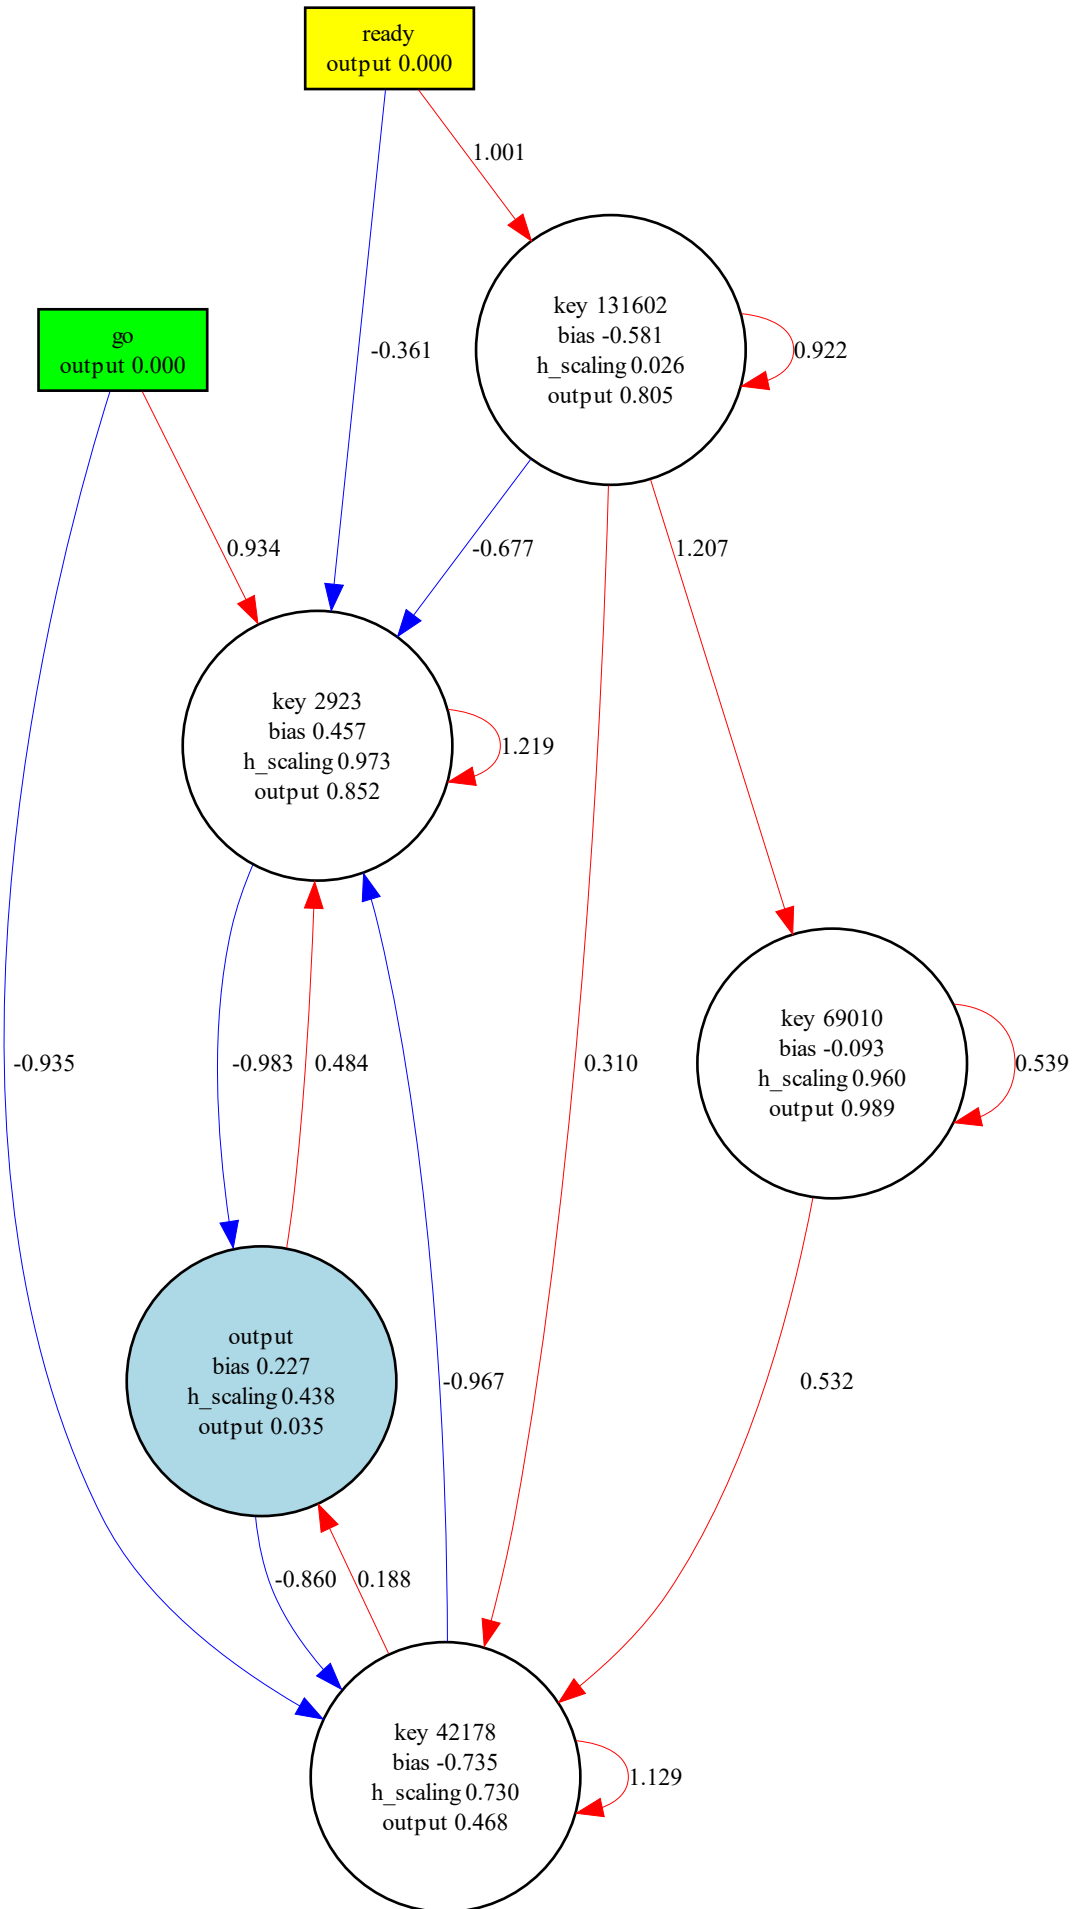 ready
output 0.000
1.001
key 131602
bias -0.581
h_scaling 0.026
output 0.805
0.922
go
output 0.000
-0.361
0.934
-0.677
1.207
key 2923
bias 0.457
h_scaling 0.973
output 0.852
1.219
key 69010
bias -0.093
h_scaling 0.960
output 0.989
0.539
-0.935
-0.983
0.484
0.310
output
bias 0.227
h_scaling 0.438
output 0.035
-0.967
0.532
-0.860
0.188
key 42178
bias -0.735
h_scaling 0.730
output 0.468
1.129